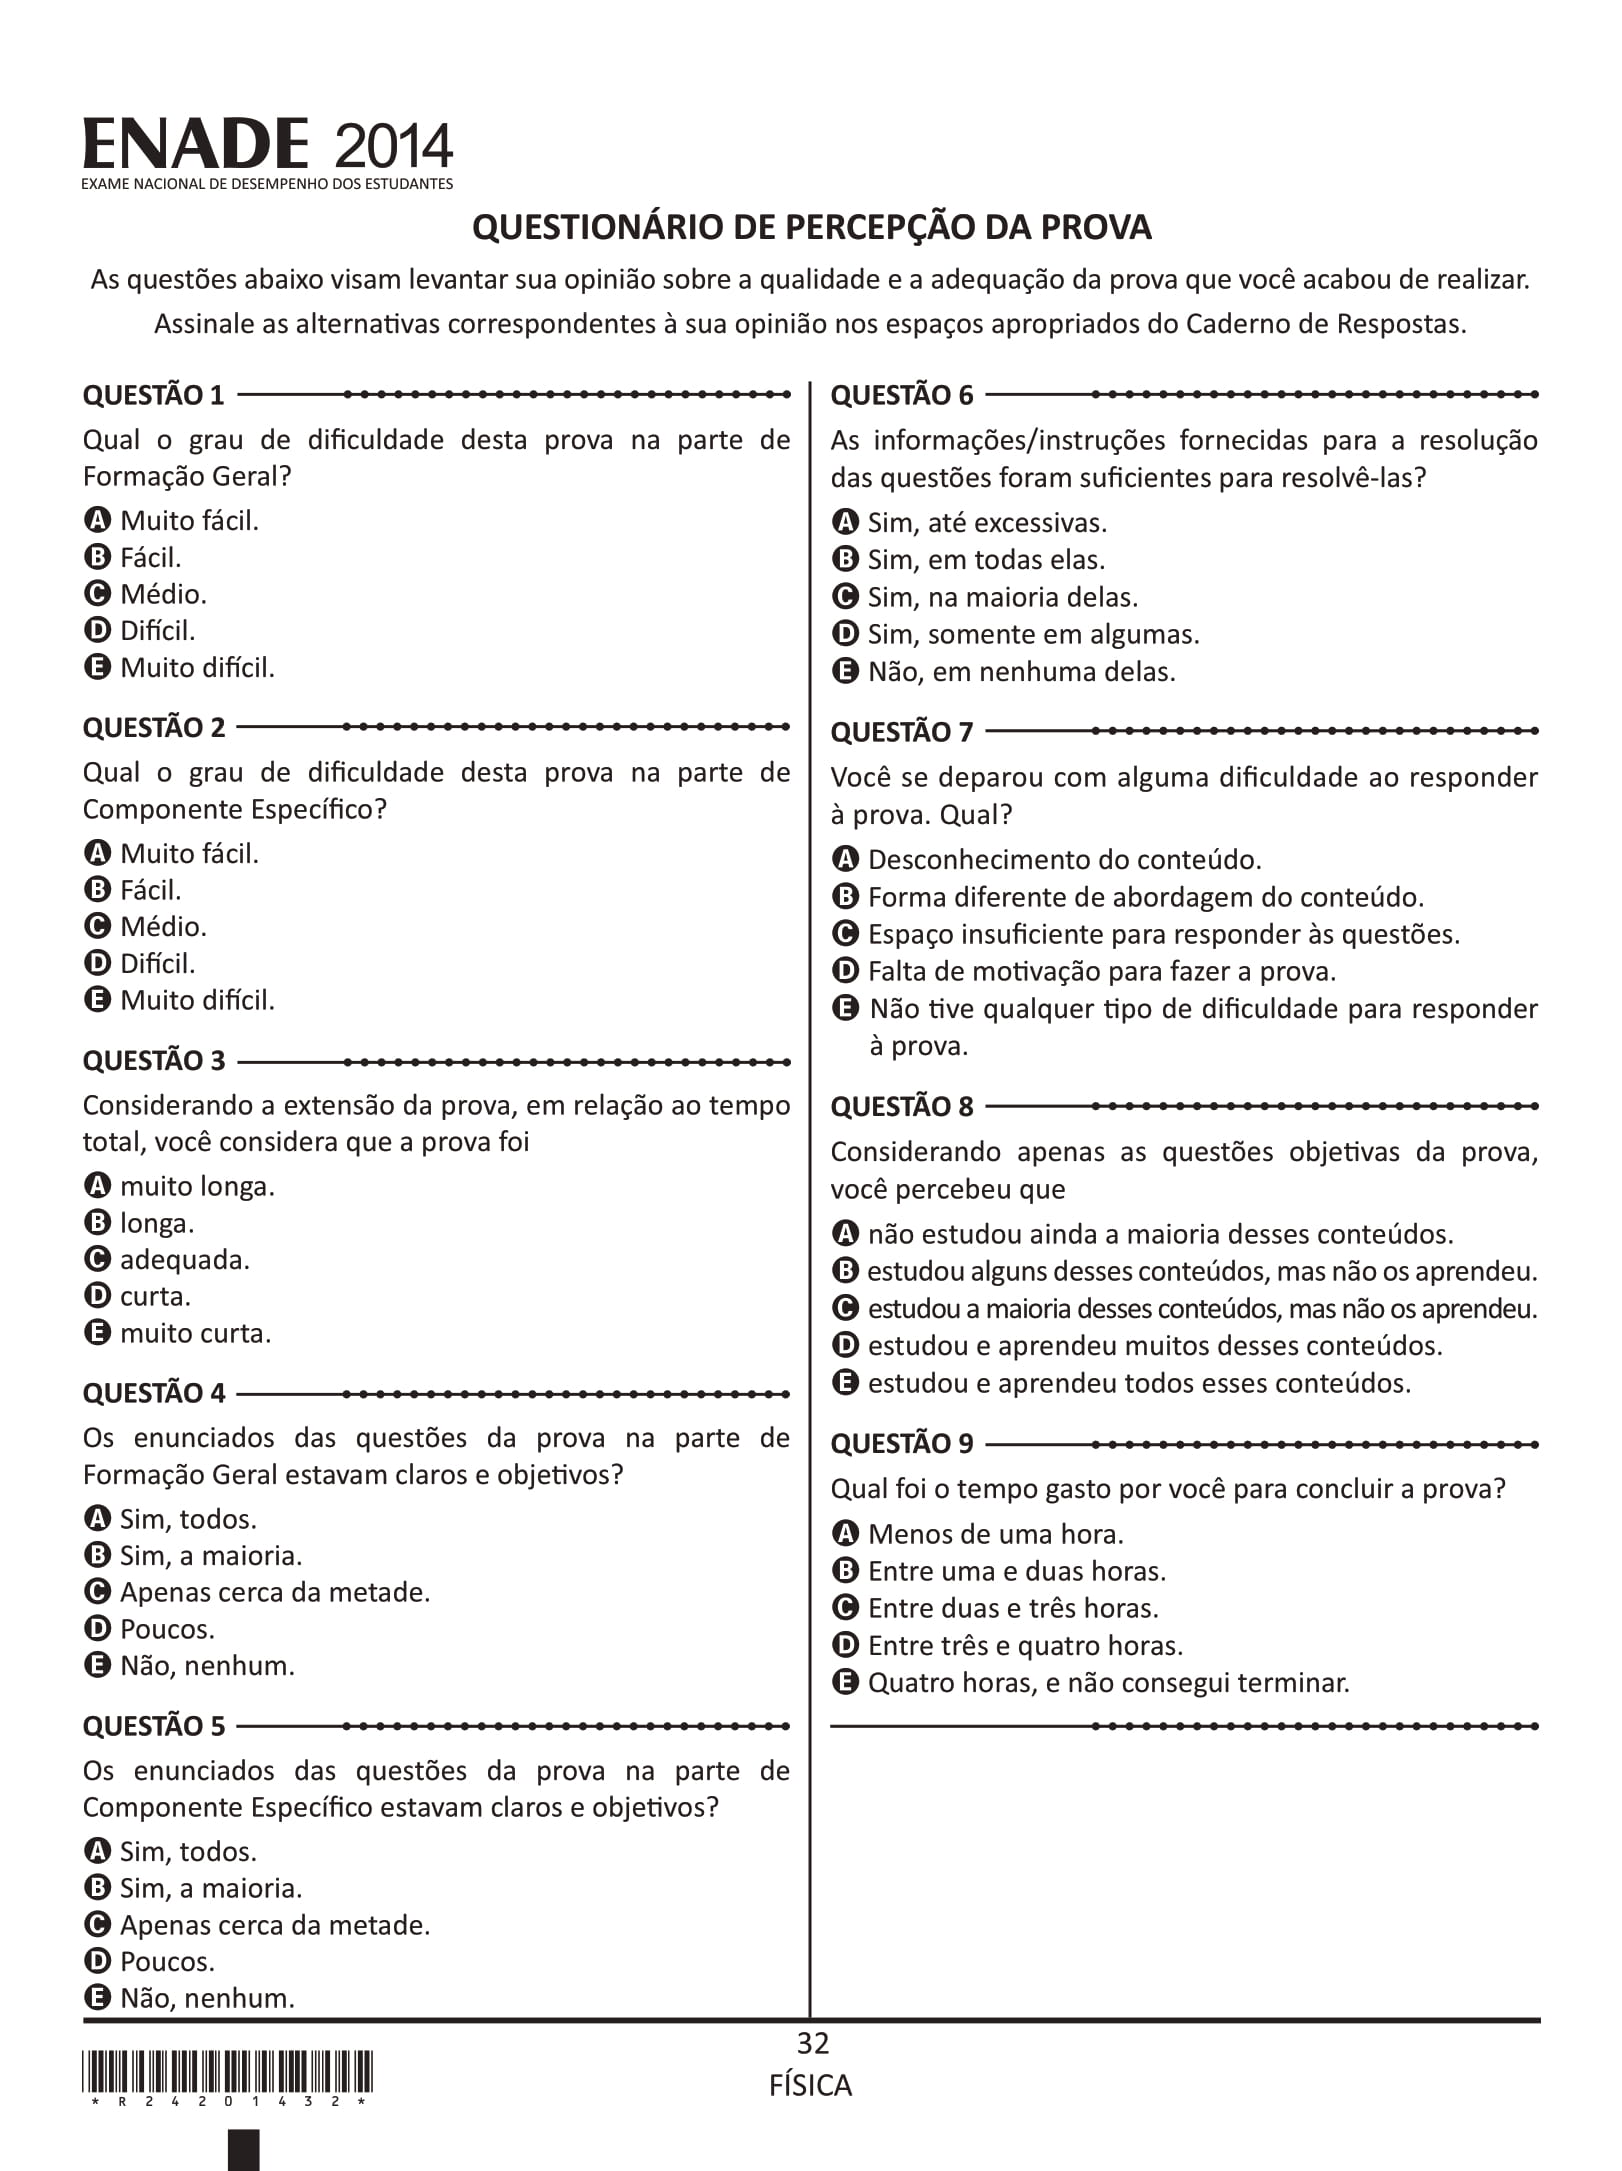 ENADE 2014
EXAME NACIONAL DE DESEMPENHO DOS ESTUDANTES
QUESTIONÁRIO DE PERCEPÇÃO DA PROVA
As questões abaixo visam levantar sua opinião sobre a qualidade e a adequação da prova que você acabou de realizar.
Assinale as alternativas correspondentes à sua opinião nos espaços apropriados do Caderno de Respostas.
QUESTÃO 1
Qual o grau de dificuldade desta prova na parte de
Formação Geral?
A Muito fácil.
B Fácil.
C Médio.
D Difícil.
E Muito difícil.
QUESTÃO 2
Qual o grau de dificuldade desta prova na parte de
Componente Específico?
A Muito fácil.
B Fácil.
C Médio.
D Difícil.
E Muito difícil.
QUESTÃO 3
Considerando a extensão da prova, em relação ao tempo
total, você considera que a prova foi
A muito longa.
B longa.
C adequada.
D curta.
E muito curta.
QUESTÃO 4
Os enunciados das questões da prova na parte de
Formação Geral estavam claros e objetivos?
A Sim, todos.
B Sim, a maioria.
C Apenas cerca da metade.
D Poucos.
E Não, nenhum.
QUESTÃO 5
Os enunciados das questões da prova na parte de
Componente Específico estavam claros e objetivos?
A Sim, todos.
B Sim, a maioria.
C Apenas cerca da metade.
D Poucos.
E Não, nenhum.
QUESTÃO 6
As informações/instruções fornecidas para a resolução
das questões foram suficientes para resolvê-las?
A Sim, até excessivas.
B Sim, em todas elas.
C Sim, na maioria delas.
D Sim, somente em algumas.
E Não, em nenhuma delas.
QUESTÃO 7
Você se deparou com alguma dificuldade ao responder
à prova. Qual?
A Desconhecimento do conteúdo.
B Forma diferente de abordagem do conteúdo.
C Espaço insuficiente para responder às questões.
D Falta de motivação para fazer a prova.
E Não tive qualquer tipo de dificuldade para responder
à prova.
QUESTÃO 8
Considerando apenas as questões objetivas da prova,
você percebeu que
A não estudou ainda a maioria desses conteúdos.
B estudou alguns desses conteúdos, mas não os aprendeu.
C estudou a maioria desses conteúdos, mas não os aprendeu.
D estudou e aprendeu muitos desses conteúdos.
E estudou e aprendeu todos esses conteúdos.
QUESTÃO 9
Qual foi o tempo gasto por você para concluir a prova?
A Menos de uma hora.
B Entre uma e duas horas.
C Entre duas e três horas.
D Entre três e quatro horas.
E Quatro horas, e não consegui terminar.
32
FÍSICA
* R 2 4 2 0 1 4 3 2 *